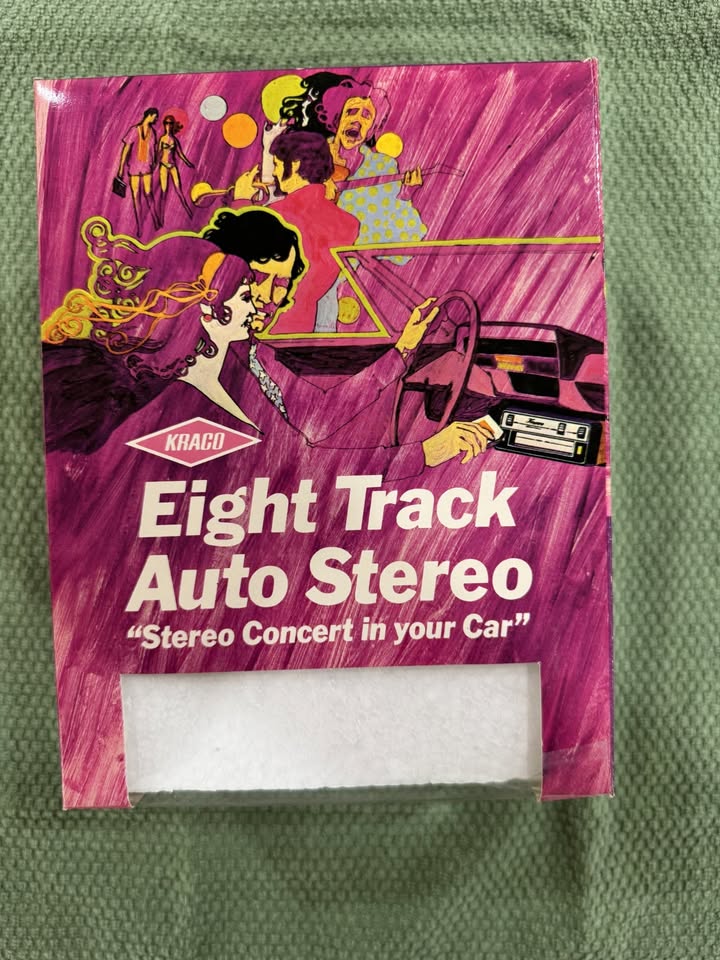 KRACO
Eight Track
Auto Stereo
“Stereo Concert in your Car”